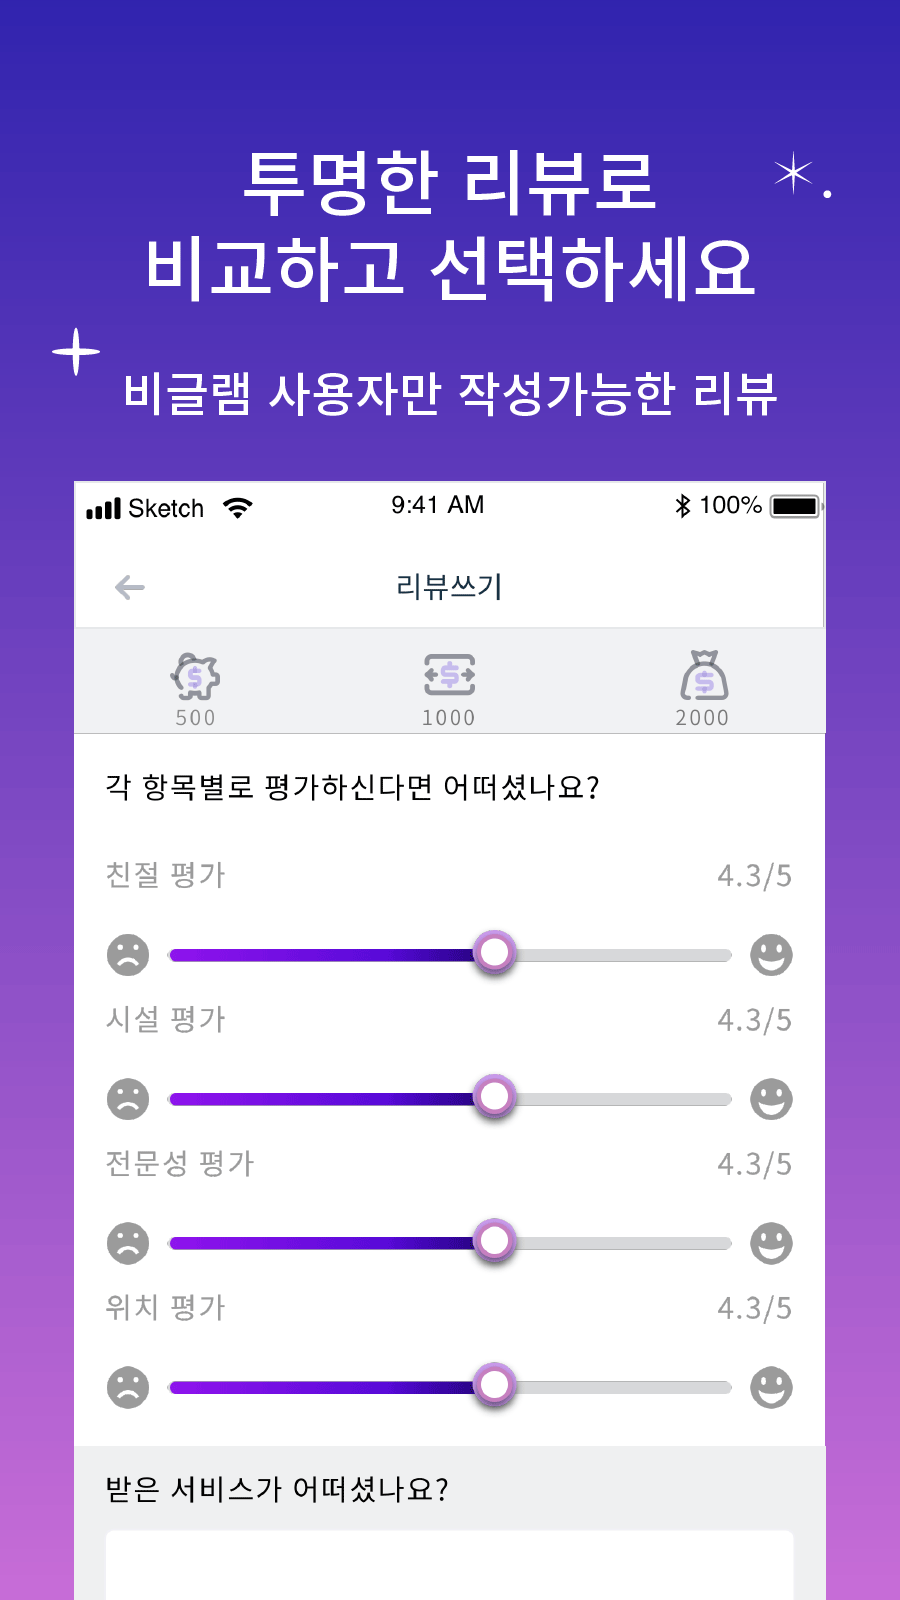 투명한 리뷰로
비교하고 선택하세요
비글램 사용자만 작성가능한 리뷰
Sketch 9:41 AM 100%
리뷰쓰기
500 1000 2000
각 항목별로 평가하신다면 어떠셨나요?
친절 평가 4.3/5
시설 평가 4.3/5
전문성 평가 4.3/5
위치 평가 4.3/5
받은 서비스가 어떠셨나요?